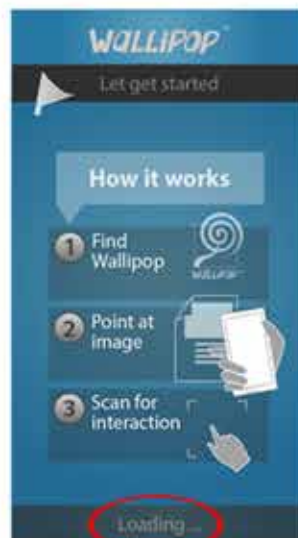 WALLIPOP™
Let get started
How it works
1 Find
Wallipop
WALLIPOP
2 Point at
image
3 Scan for
interaction
Loading...